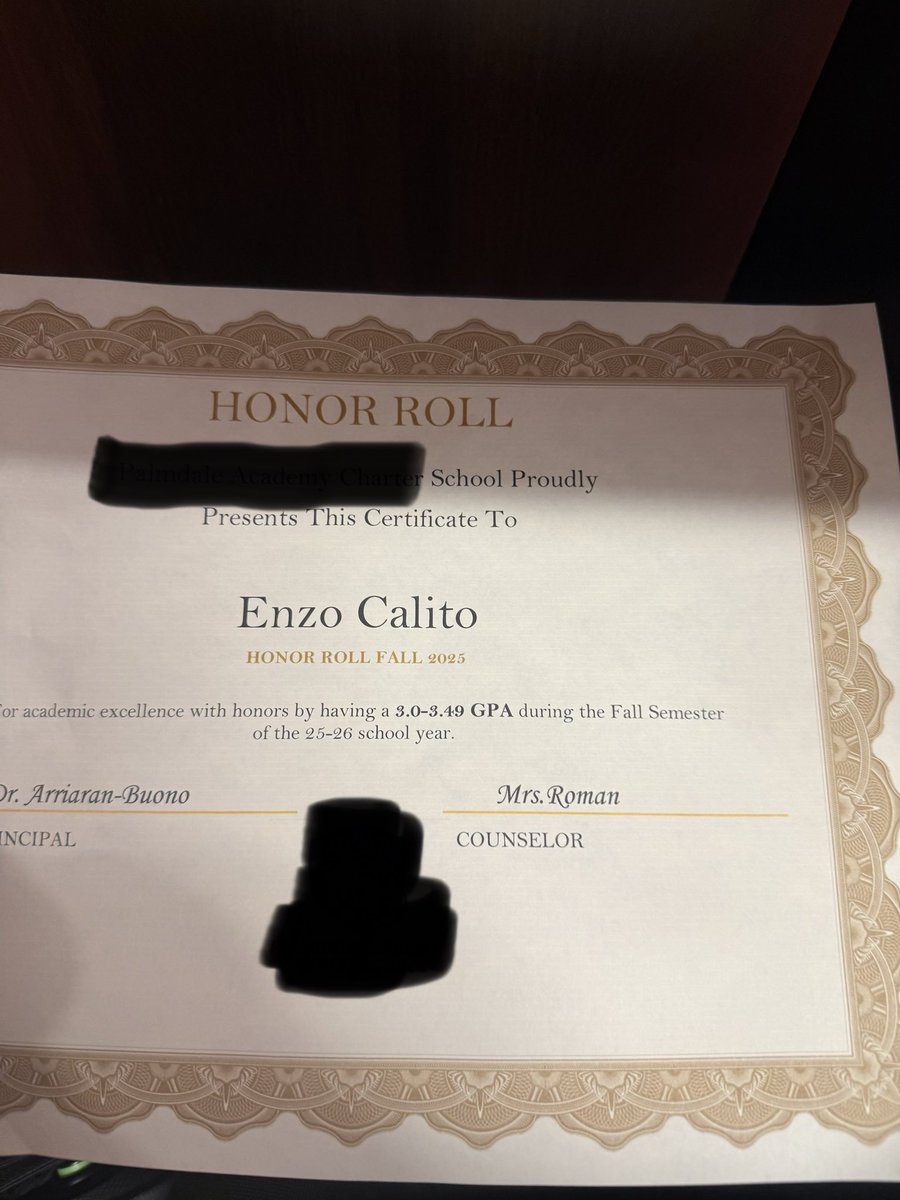 HONOR ROLL
School Proudly
Presents This Certificate To
Enzo Calito
HONOR ROLL FALL 2025
or academic excellence with honors by having a 3.0-3.49 GPA during the Fall Semester
of the 25-26 school year.
Dr. Arriaran-Buono
Mrs.Roman
INCIPAL
COUNSELOR